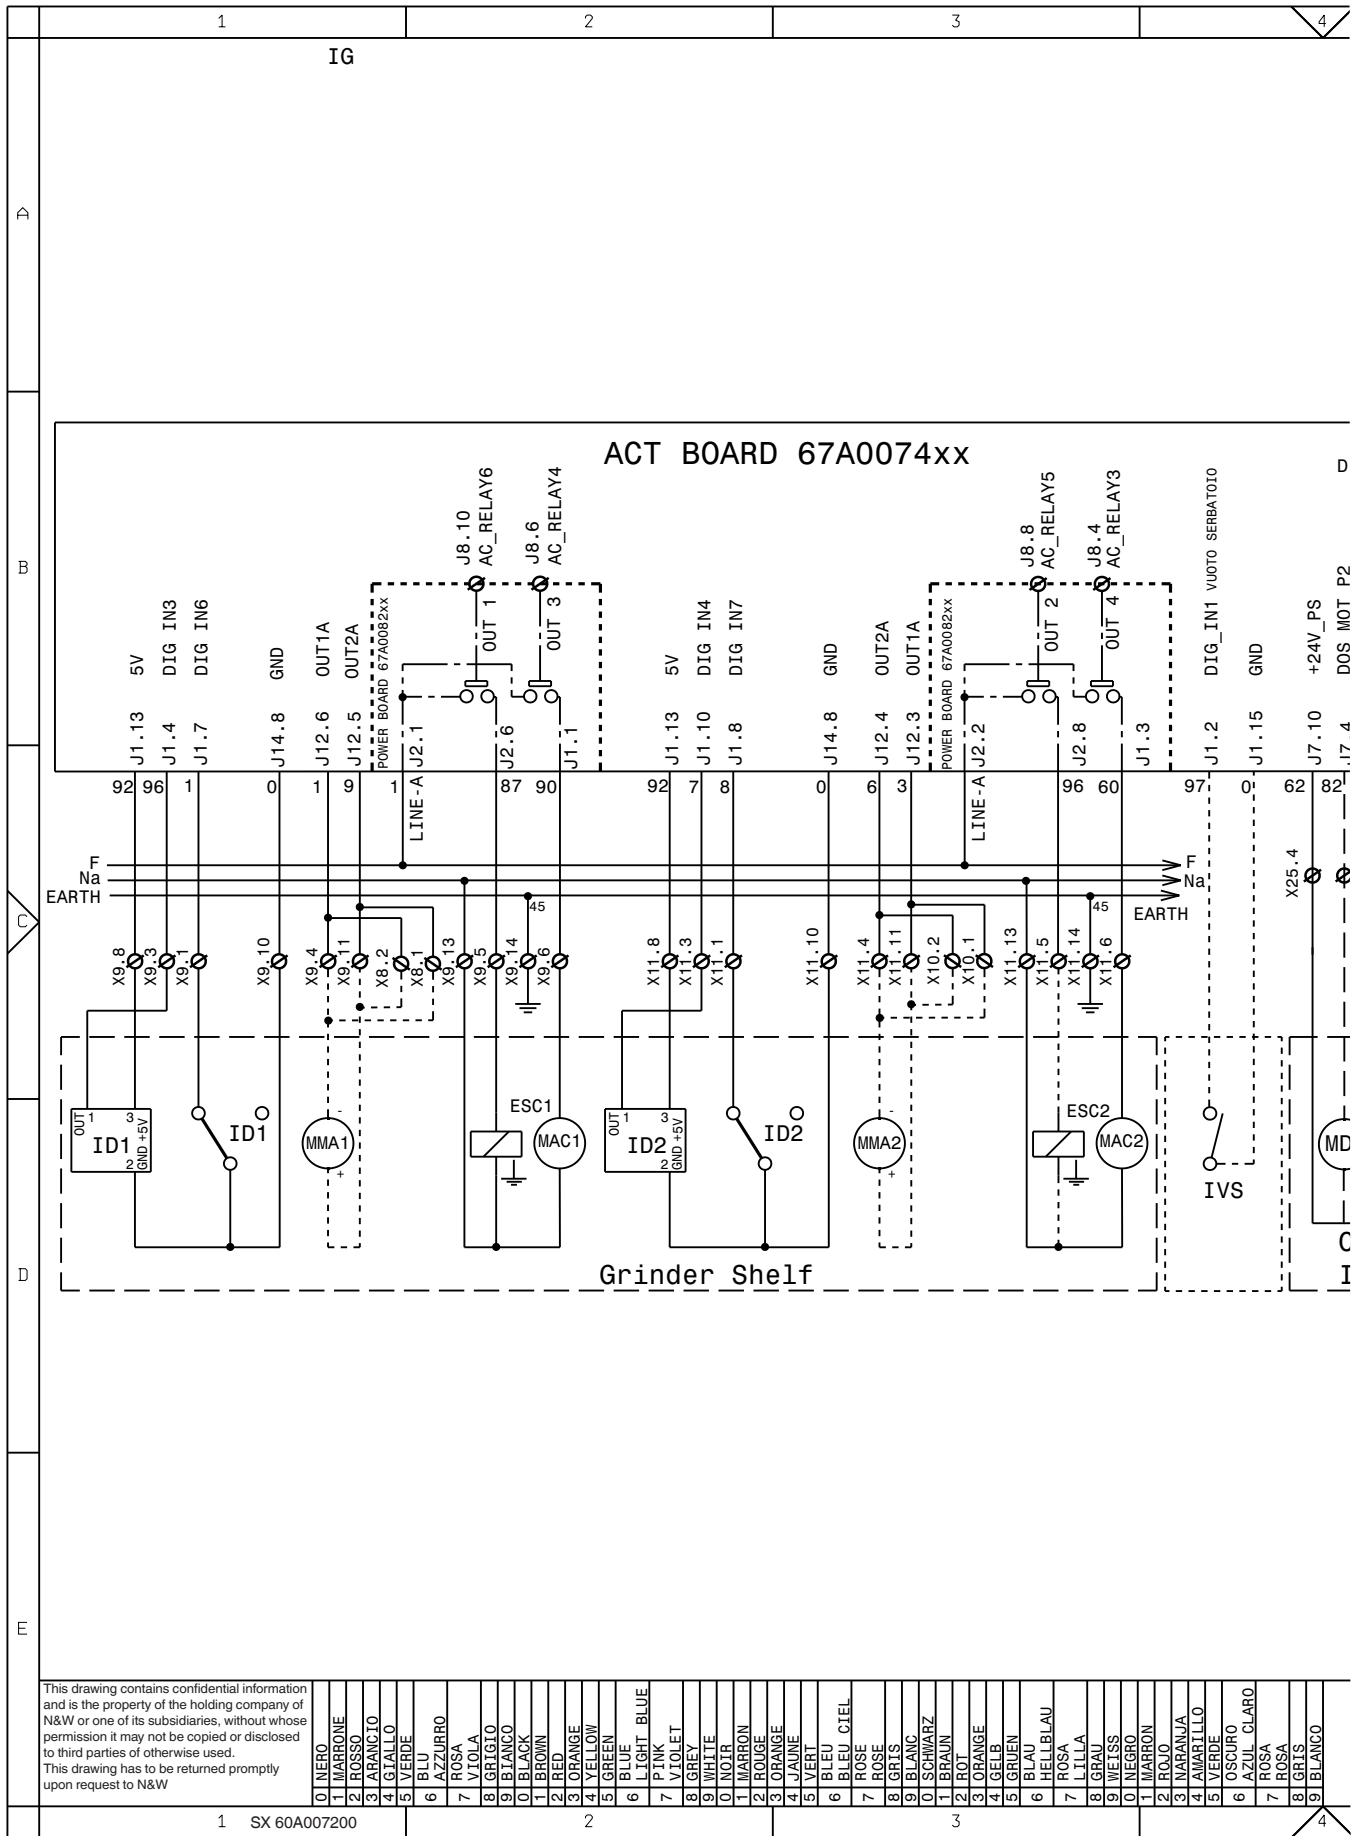 1 2 3 4
IG
A
B
C
D
E
ACT BOARD 67A0074xx
D
J8.10
AC_RELAY6
J8.6
AC_RELAY4
J8.8
AC_RELAY5
J8.4
AC_RELAY3
J1.13 5V
J1.4 DIG IN3
J1.7 DIG IN6
J14.8 GND
J12.6 OUT1A
J12.5 OUT2A
POWER BOARD 67A0082xx
OUT 1
OUT 3
J2.1
J2.6
J1.1
J1.13 5V
J1.10 DIG IN4
J1.8 DIG IN7
J14.8 GND
J12.4 OUT2A
J12.3 OUT1A
POWER BOARD 67A0082xx
OUT 2
OUT 4
J2.2
J2.8
J1.3
J1.2 DIG_IN1 VUOTO SERBATOIO
J1.15 GND
J7.10 +24V_PS
J7.4 DOS MOT P2
92 96 1 0 1 9 1 87 90 92 7 8 0 6 3 96 60 97 0 62 82
LINE-A
LINE-A
F
Na
EARTH
F
Na
EARTH
45
45
X25.4
X9.8
X9.3
X9.1
X9.10
X9.4
X9.11
X8.2
X8.1
X9.13
X9.5
X9.14
X9.6
X11.8
X11.3
X11.1
X11.10
X11.4
X11.11
X10.2
X10.1
X11.13
X11.5
X11.14
X11.6
OUT 1 3 +5V
ID1
2 GND
ID1
-
MMA1
+
ESC1
MAC1
OUT 1 3 +5V
ID2
2 GND
ID2
-
MMA2
+
ESC2
MAC2
IVS
MD
C
I
Grinder Shelf
This drawing contains confidential information
and is the property of the holding company of
N&W or one of its subsidiaries, without whose
permission it may not be copied or disclosed
to third parties of otherwise used.
This drawing has to be returned promptly
upon request to N&W
0 NERO
1 MARRONE
2 ROSSO
3 ARANCIO
4 GIALLO
5 VERDE
6 BLU
AZZURRO
7 ROSA
VIOLA
8 GRIGIO
9 BIANCO
0 BLACK
1 BROWN
2 RED
3 ORANGE
4 YELLOW
5 GREEN
6 BLUE
LIGHT BLUE
7 PINK
VIOLET
8 GREY
9 WHITE
0 NOIR
1 MARRON
2 ROUGE
3 ORANGE
4 JAUNE
5 VERT
6 BLEU
BLEU CIEL
7 ROSE
ROSE
8 GRIS
9 BLANC
0 SCHWARZ
1 BRAUN
2 ROT
3 ORANGE
4 GELB
5 GRUEN
6 BLAU
HELLBLAU
7 ROSA
LILLA
8 GRAU
9 WEISS
0 NEGRO
1 MARRON
2 ROJO
3 NARANJA
4 AMARILLO
5 VERDE
6 OSCURO
AZUL CLARO
7 ROSA
ROSA
8 GRIS
9 BLANCO
1 SX 60A007200 2 3 4